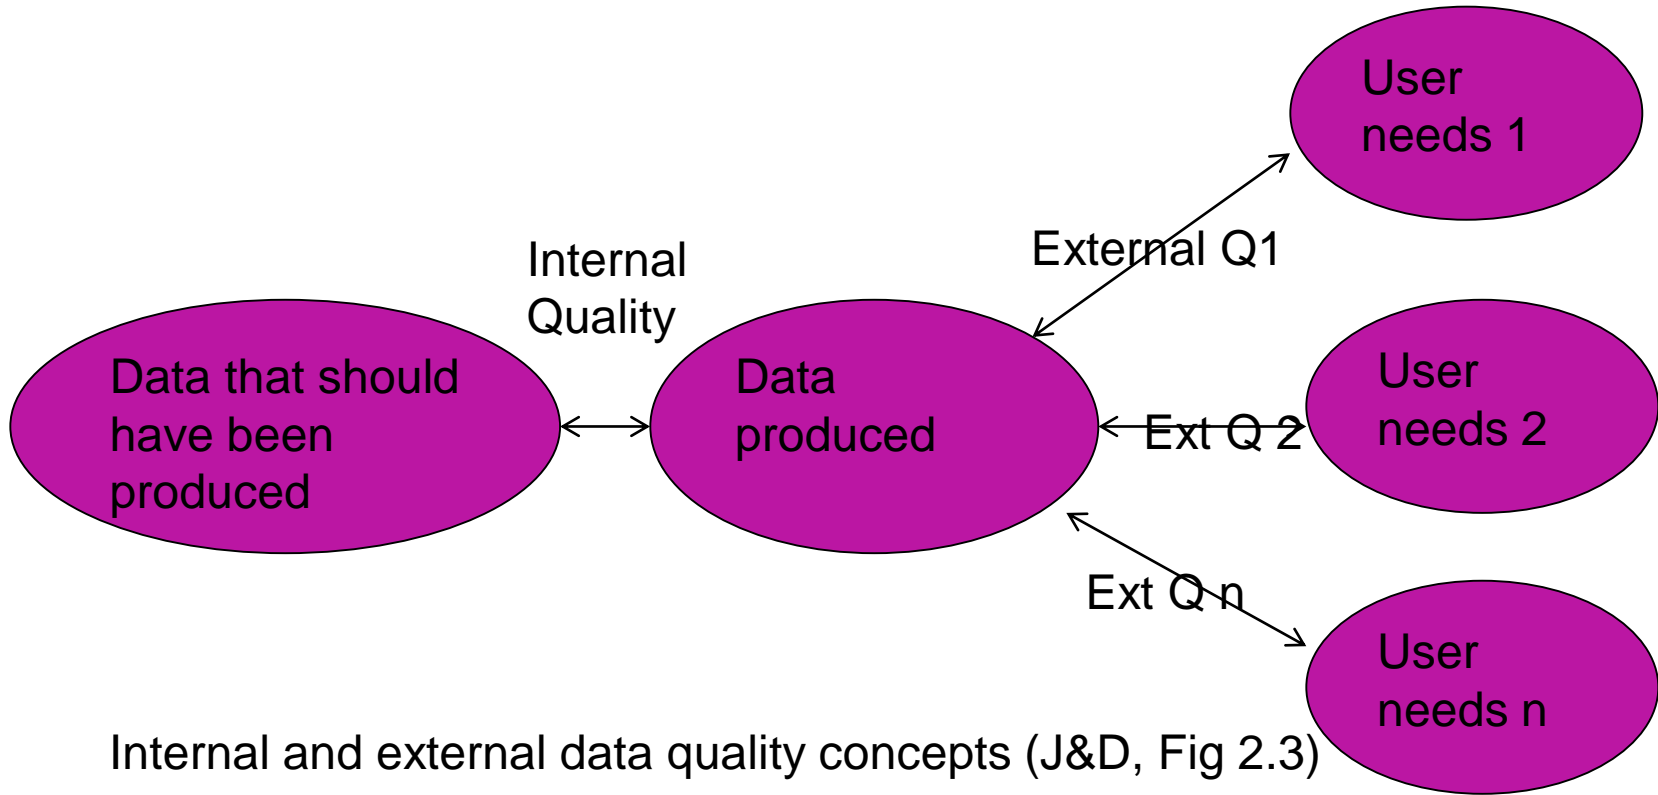 User
needs 1
External Q1
Internal
Quality
Data that should
have been
produced
Data
produced
User
needs 2
Ext Q 2
Ext Q n
User
needs n
Internal and external data quality concepts (J&D, Fig 2.3)